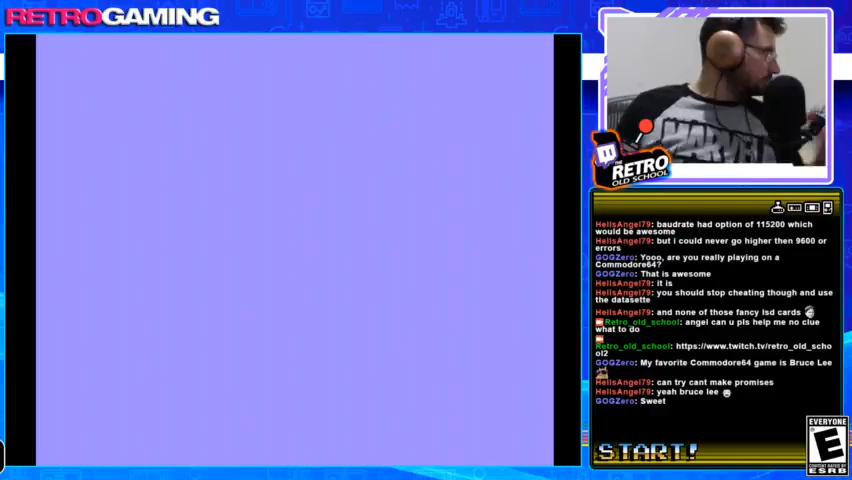 RETROGAMING
MARVEL
THE
RETRO
OLD SCHOOL
HellsAngel79: baudrate had option of 115200 which
would be awesome
HellsAngel79: but i could never go higher then 9600 or
errors
GOGZero: Yooo, are you really playing on a
Commodore64?
GOGZero: That is awesome
HellsAngel79: it is
HellsAngel79: you should stop cheating though and use
the datasette
HellsAngel79: and none of those fancy lsd cards
Retro_old_school: angel can u pls help me no clue
what to do
Retro_old_school: https://www.twitch.tv/retro_old_scho
ol2
GOGZero: My favorite Commodore64 game is Bruce Lee
HellsAngel79: can try cant make promises
HellsAngel79: yeah bruce lee
GOGZero: Sweet
START!
EVERYONE
E
CONTENT RATED BY
ESRB